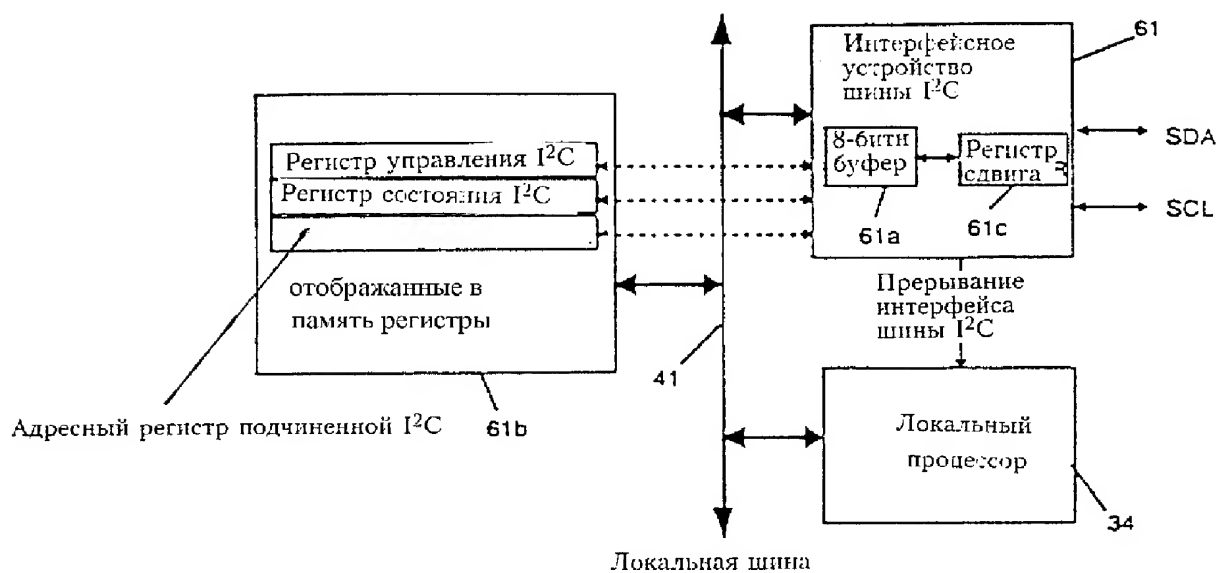 61
Интерфейсное
устройство
шины I²C
8-битн
буфер
Регистр
сдвига
61a
61c
SDA
SCL
Регистр управления I²C
Регистр состояния I²C
отображанные в
память регистры
Адресный регистр подчиненной I²C
61b
41
Прерывание
интерфейса
шины I²C
Локальный
процессор
34
Локальная шина